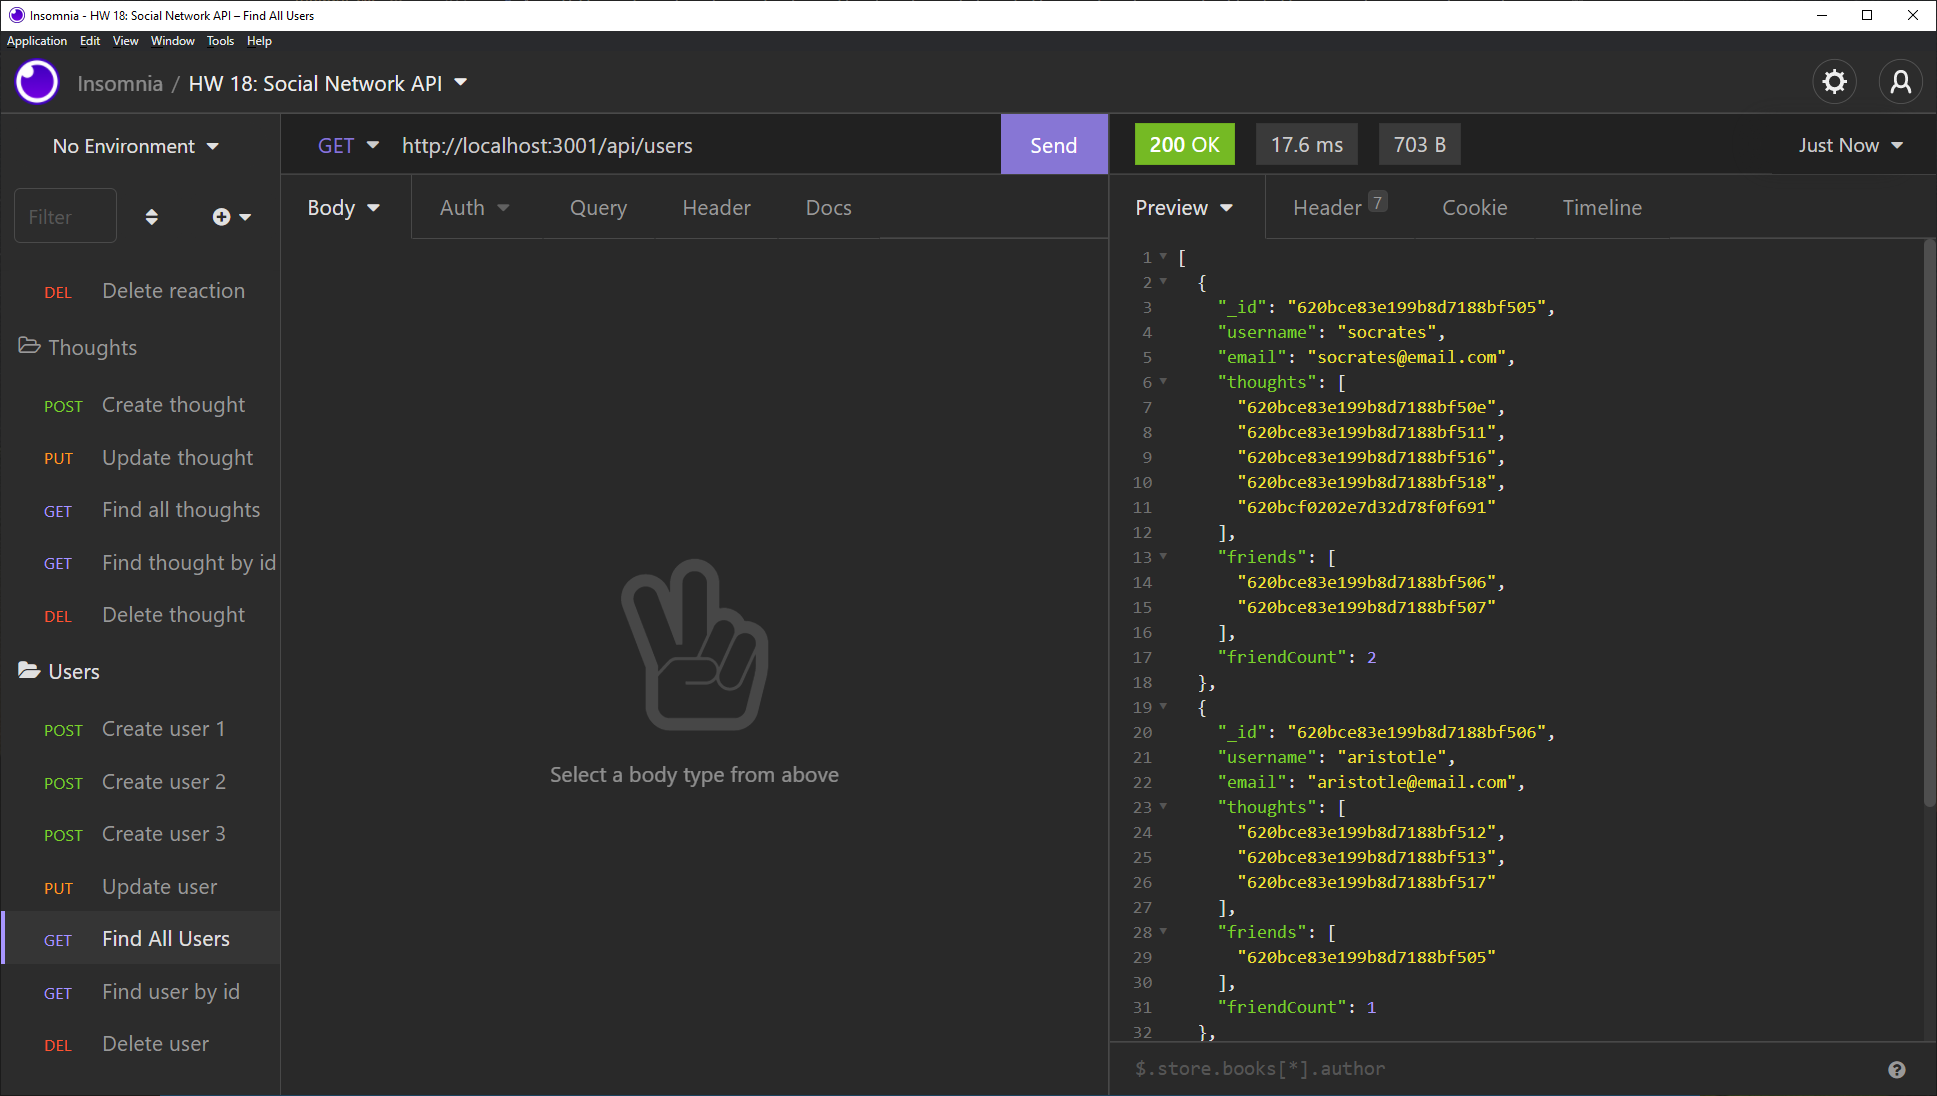 Insomnia - HW 18: Social Network API – Find All Users
Application Edit View Window Tools Help
Insomnia / HW 18: Social Network API
No Environment
Filter
DEL Delete reaction
Thoughts
POST Create thought
PUT Update thought
GET Find all thoughts
GET Find thought by id
DEL Delete thought
Users
POST Create user 1
POST Create user 2
POST Create user 3
PUT Update user
GET Find All Users
GET Find user by id
DEL Delete user
GET http://localhost:3001/api/users Send
Body Auth Query Header Docs
Select a body type from above
200 OK 17.6 ms 703 B Just Now
Preview Header 7 Cookie Timeline
1 [
2 {
3 "_id": "620bce83e199b8d7188bf505",
4 "username": "socrates",
5 "email": "socrates@email.com",
6 "thoughts": [
7 "620bce83e199b8d7188bf50e",
8 "620bce83e199b8d7188bf511",
9 "620bce83e199b8d7188bf516",
10 "620bce83e199b8d7188bf518",
11 "620bcf0202e7d32d78f0f691"
12 ],
13 "friends": [
14 "620bce83e199b8d7188bf506",
15 "620bce83e199b8d7188bf507"
16 ],
17 "friendCount": 2
18 },
19 {
20 "_id": "620bce83e199b8d7188bf506",
21 "username": "aristotle",
22 "email": "aristotle@email.com",
23 "thoughts": [
24 "620bce83e199b8d7188bf512",
25 "620bce83e199b8d7188bf513",
26 "620bce83e199b8d7188bf517"
27 ],
28 "friends": [
29 "620bce83e199b8d7188bf505"
30 ],
31 "friendCount": 1
32 },
$.store.books[*].author